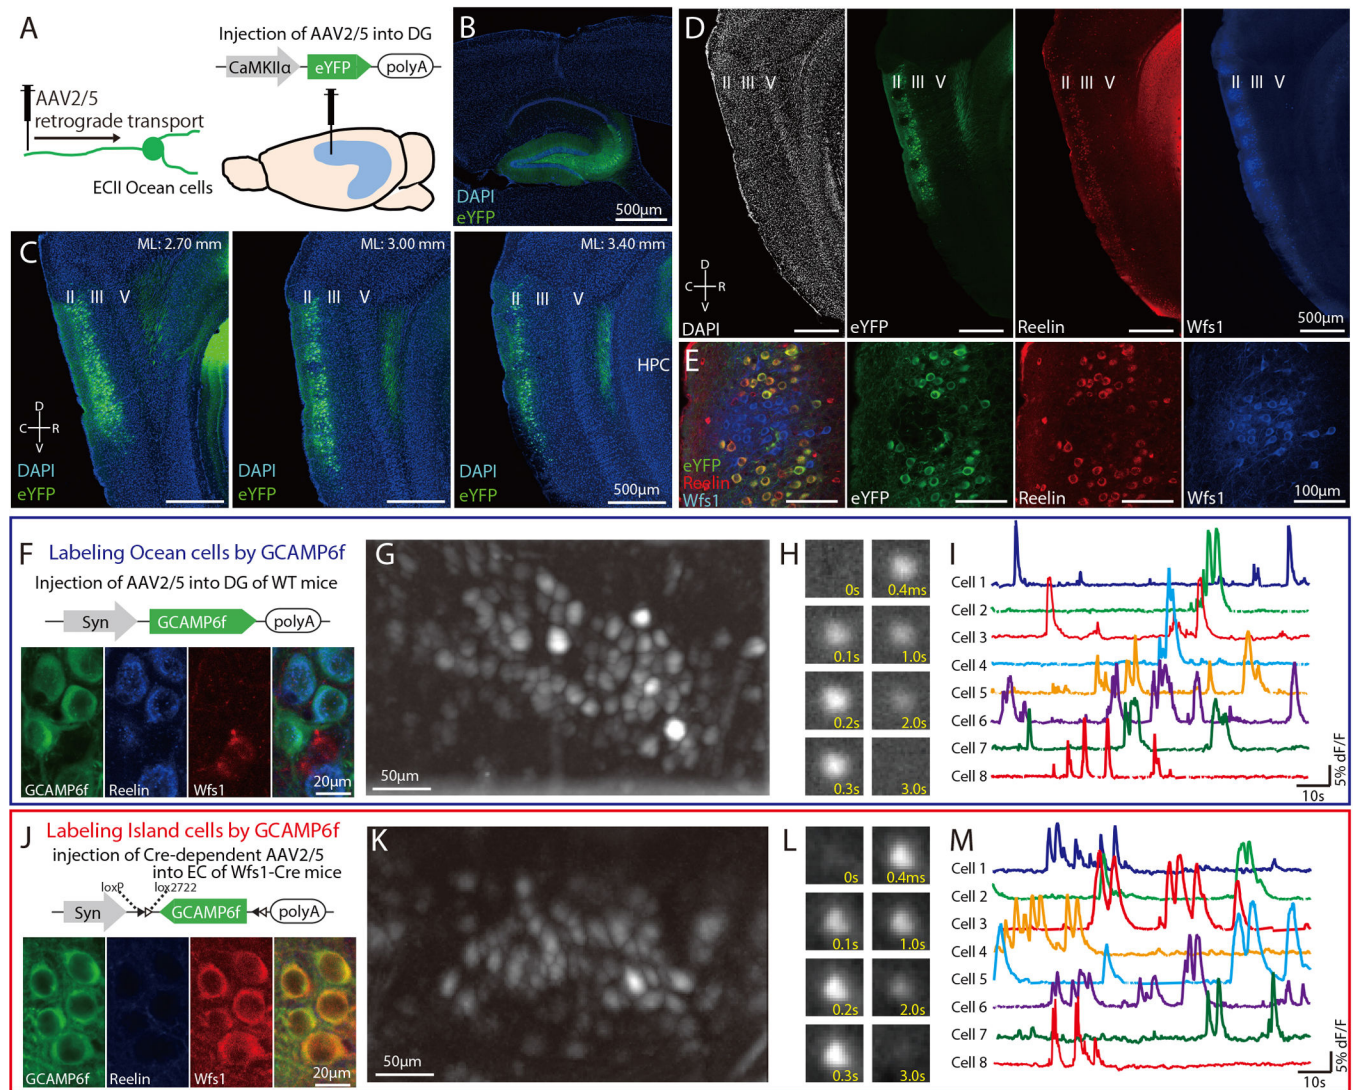 A
Injection of AAV2/5 into DG
CaMKIIα eYFP polyA
AAV2/5
retrograde transport
ECII Ocean cells
B
DAPI
eYFP
500μm
C
ML: 2.70 mm
II III V
D
C R
V
DAPI
eYFP
ML: 3.00 mm
II III V
DAPI
eYFP
ML: 3.40 mm
II III V
HPC
DAPI
eYFP
500μm
D
II III V
D
C R
V
DAPI
II III V
eYFP
II III V
Reelin
II III V
Wfs1
500μm
E
eYFP
Reelin
Wfs1
eYFP
Reelin
Wfs1
100μm
F
Labeling Ocean cells by GCAMP6f
Injection of AAV2/5 into DG of WT mice
Syn GCAMP6f polyA
GCAMP6f
Reelin
Wfs1
20μm
G
50μm
H
0s
0.4ms
0.1s
1.0s
0.2s
2.0s
0.3s
3.0s
I
Cell 1
Cell 2
Cell 3
Cell 4
Cell 5
Cell 6
Cell 7
Cell 8
5% dF/F
10s
J
Labeling Island cells by GCAMP6f
injection of Cre-dependent AAV2/5
into EC of Wfs1-Cre mice
loxP lox2722
Syn GCAMP6f polyA
GCAMP6f
Reelin
Wfs1
20μm
K
50μm
L
0s
0.4ms
0.1s
1.0s
0.2s
2.0s
0.3s
3.0s
M
Cell 1
Cell 2
Cell 3
Cell 4
Cell 5
Cell 6
Cell 7
Cell 8
5% dF/F
10s